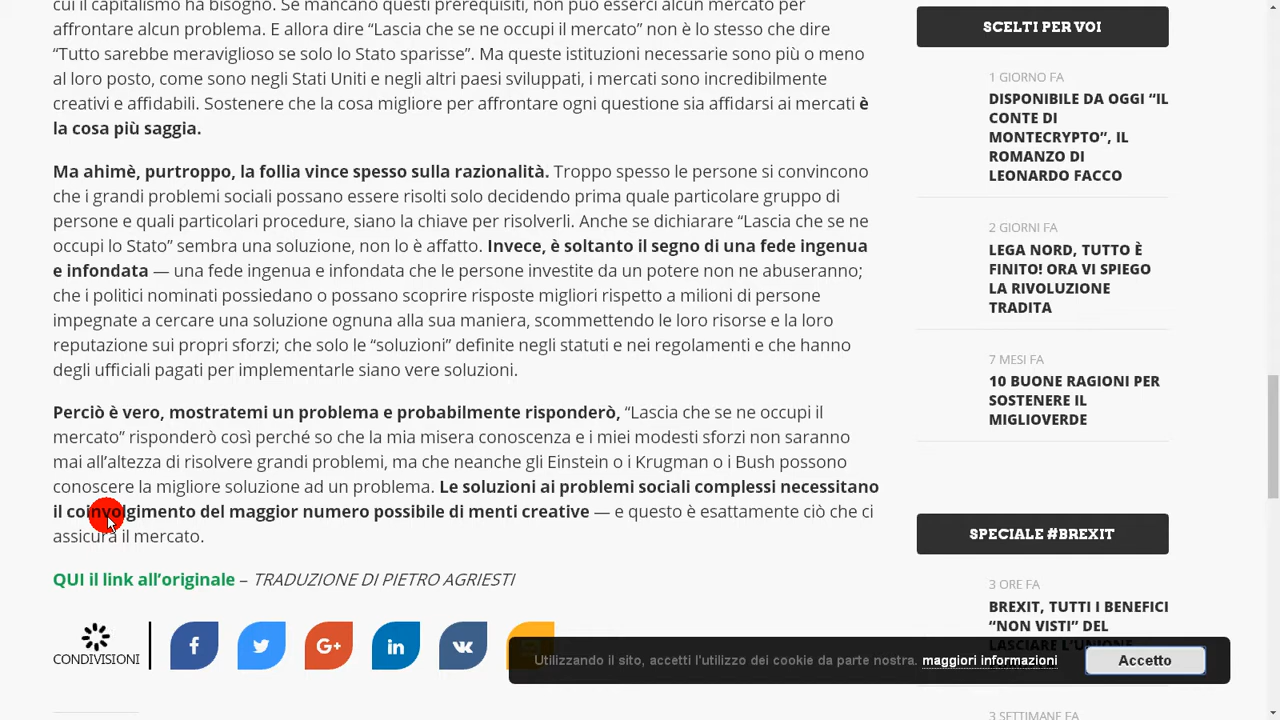 cui il capitalismo ha bisogno. Se mancano questi prerequisiti, non può esserci alcun mercato per
affrontare alcun problema. E allora dire “Lascia che se ne occupi il mercato” non è lo stesso che dire
“Tutto sarebbe meraviglioso se solo lo Stato sparisse”. Ma queste istituzioni necessarie sono più o meno
al loro posto, come sono negli Stati Uniti e negli altri paesi sviluppati, i mercati sono incredibilmente
creativi e affidabili. Sostenere che la cosa migliore per affrontare ogni questione sia affidarsi ai mercati è
la cosa più saggia.
Ma ahimè, purtroppo, la follia vince spesso sulla razionalità. Troppo spesso le persone si convincono
che i grandi problemi sociali possano essere risolti solo decidendo prima quale particolare gruppo di
persone e quali particolari procedure, siano la chiave per risolverli. Anche se dichiarare “Lascia che se ne
occupi lo Stato” sembra una soluzione, non lo è affatto. Invece, è soltanto il segno di una fede ingenua
e infondata — una fede ingenua e infondata che le persone investite da un potere non ne abuseranno;
che i politici nominati possiedano o possano scoprire risposte migliori rispetto a milioni di persone
impegnate a cercare una soluzione ognuna alla sua maniera, scommettendo le loro risorse e la loro
reputazione sui propri sforzi; che solo le “soluzioni” definite negli statuti e nei regolamenti e che hanno
degli ufficiali pagati per implementarle siano vere soluzioni.
Perciò è vero, mostratemi un problema e probabilmente risponderò, “Lascia che se ne occupi il
mercato” risponderò così perché so che la mia misera conoscenza e i miei modesti sforzi non saranno
mai all’altezza di risolvere grandi problemi, ma che neanche gli Einstein o i Krugman o i Bush possono
conoscere la migliore soluzione ad un problema. Le soluzioni ai problemi sociali complessi necessitano
il coinvolgimento del maggior numero possibile di menti creative — e questo è esattamente ciò che ci
assicura il mercato.
QUI il link all’originale – TRADUZIONE DI PIETRO AGRIESTI
CONDIVISIONI
SCELTI PER VOI
1 GIORNO FA
DISPONIBILE DA OGGI “IL
CONTE DI
MONTECRYPTO”, IL
ROMANZO DI
LEONARDO FACCO
2 GIORNI FA
LEGA NORD, TUTTO È
FINITO! ORA VI SPIEGO
LA RIVOLUZIONE
TRADITA
7 MESI FA
10 BUONE RAGIONI PER
SOSTENERE IL
MIGLIOVERDE
SPECIALE #BREXIT
3 ORE FA
BREXIT, TUTTI I BENEFICI
“NON VISTI” DEL
LASCIARE L’UNIONE
Utilizzando il sito, accetti l'utilizzo dei cookie da parte nostra. maggiori informazioni
Accetto
3 SETTIMANE FA